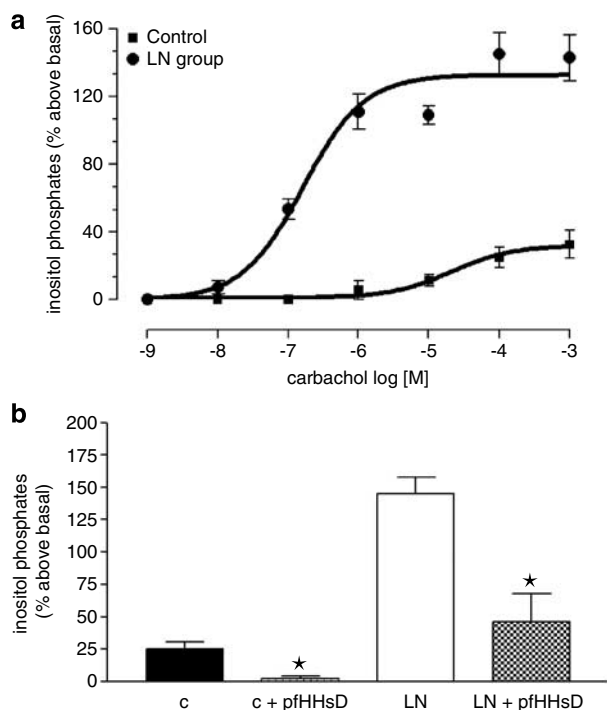 a
Control
LN group
inositol phosphates (% above basal)
160
120
80
40
0
-9 -8 -7 -6 -5 -4 -3
carbachol log [M]
b
inositol phosphates
(% above basal)
200
175
150
125
100
75
50
25
0
c c + pfHHsD LN LN + pfHHsD